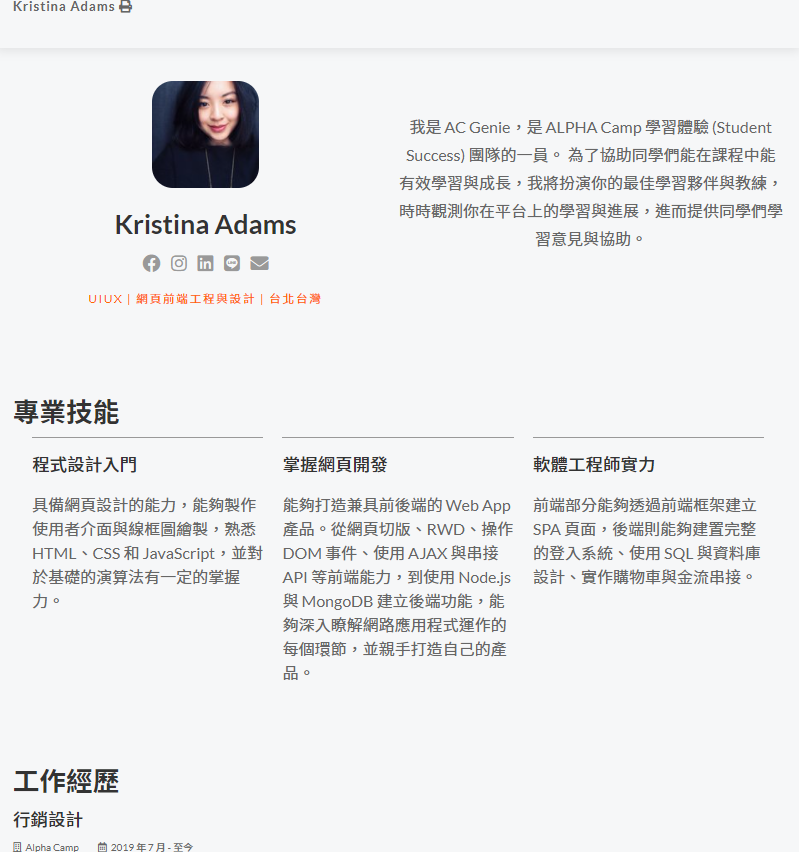 Kristina Adams
我是 AC Genie，是 ALPHA Camp 學習體驗 (Student
Success) 團隊的一員。 為了協助同學們能在課程中能
有效學習與成長，我將扮演你的最佳學習夥伴與教練，
時時觀測你在平台上的學習與進展，進而提供同學們學
習意見與協助。
Kristina Adams
UIUX | 網頁前端工程與設計 | 台北台灣
專業技能
程式設計入門
具備網頁設計的能力，能夠製作
使用者介面與線框圖繪製，熟悉
HTML、CSS 和 JavaScript，並對
於基礎的演算法有一定的掌握
力。
掌握網頁開發
能夠打造兼具前後端的 Web App
產品。從網頁切版、RWD、操作
DOM 事件、使用 AJAX 與串接
API 等前端能力，到使用 Node.js
與 MongoDB 建立後端功能，能
夠深入瞭解網路應用程式運作的
每個環節，並親手打造自己的產
品。
軟體工程師實力
前端部分能夠透過前端框架建立
SPA 頁面，後端則能夠建置完整
的登入系統、使用 SQL 與資料庫
設計、實作購物車與金流串接。
工作經歷
行銷設計
Alpha Camp 2019 年 7 月 - 至今